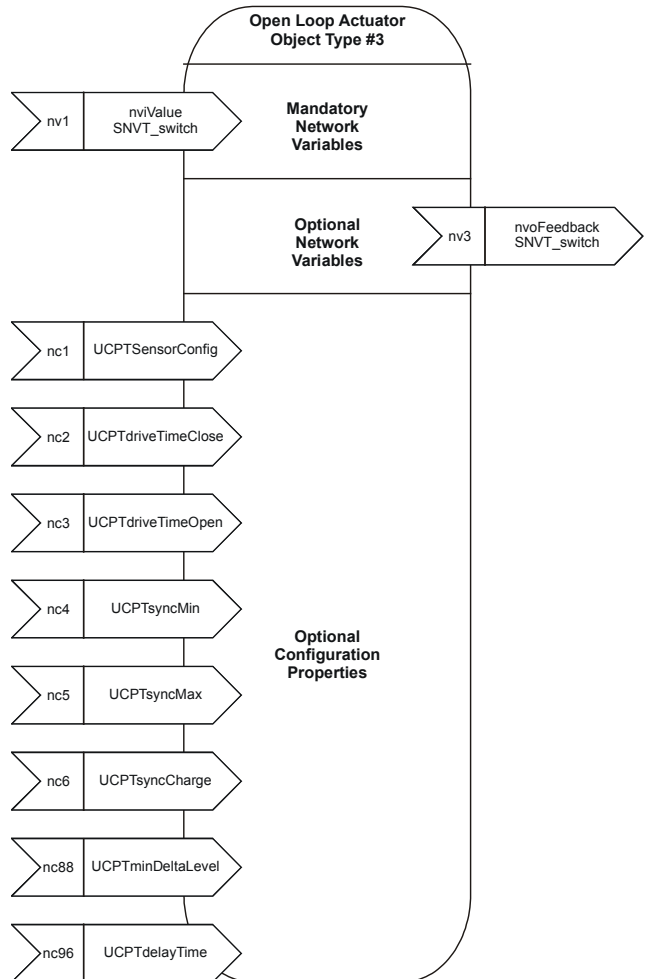 Open Loop Actuator
Object Type #3
nv1
nviValue
SNVT_switch
Mandatory
Network
Variables
Optional
Network
Variables
nv3
nvoFeedback
SNVT_switch
nc1
UCPTSensorConfig
nc2
UCPTdriveTimeClose
nc3
UCPTdriveTimeOpen
nc4
UCPTsyncMin
Optional
Configuration
Properties
nc5
UCPTsyncMax
nc6
UCPTsyncCharge
nc88
UCPTminDeltaLevel
nc96
UCPTdelayTime